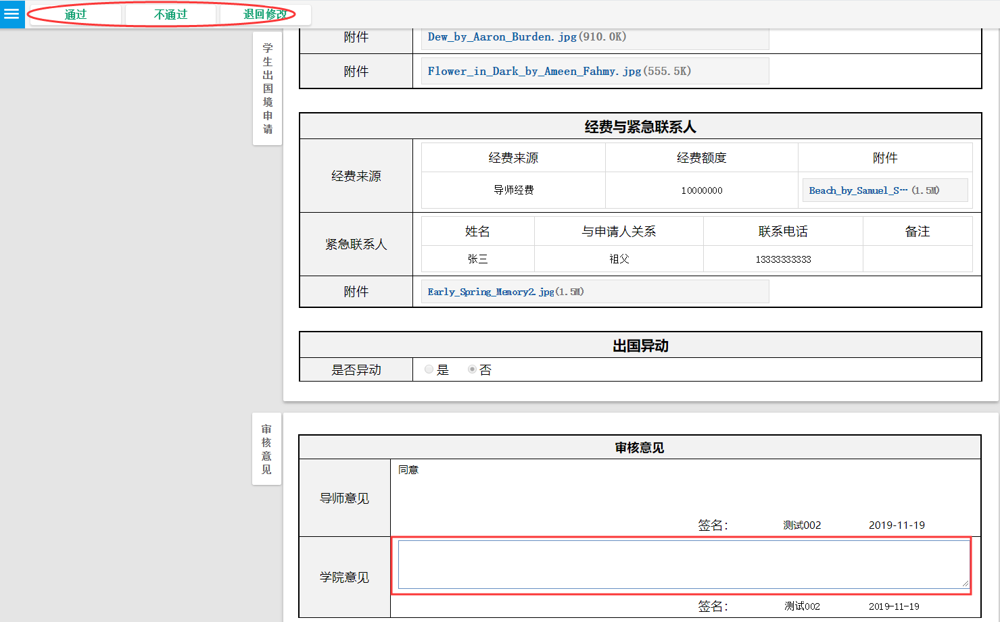 通过 不通过 退回修改
学生出国境申请
附件 Dew_by_Aaron_Burden.jpg(910.0K)
附件 Flower_in_Dark_by_Ameen_Fahmy.jpg(555.5K)
经费与紧急联系人
经费来源 经费来源 经费额度 附件
导师经费 10000000 Beach_by_Samuel_S…(1.5M)
紧急联系人 姓名 与申请人关系 联系电话 备注
张三 祖父 13333333333
附件 Early_Spring_Memory2.jpg(1.5M)
出国异动
是否异动 是 否
审核意见
审核意见
导师意见 同意
签名: 测试002 2019-11-19
学院意见
签名: 测试002 2019-11-19